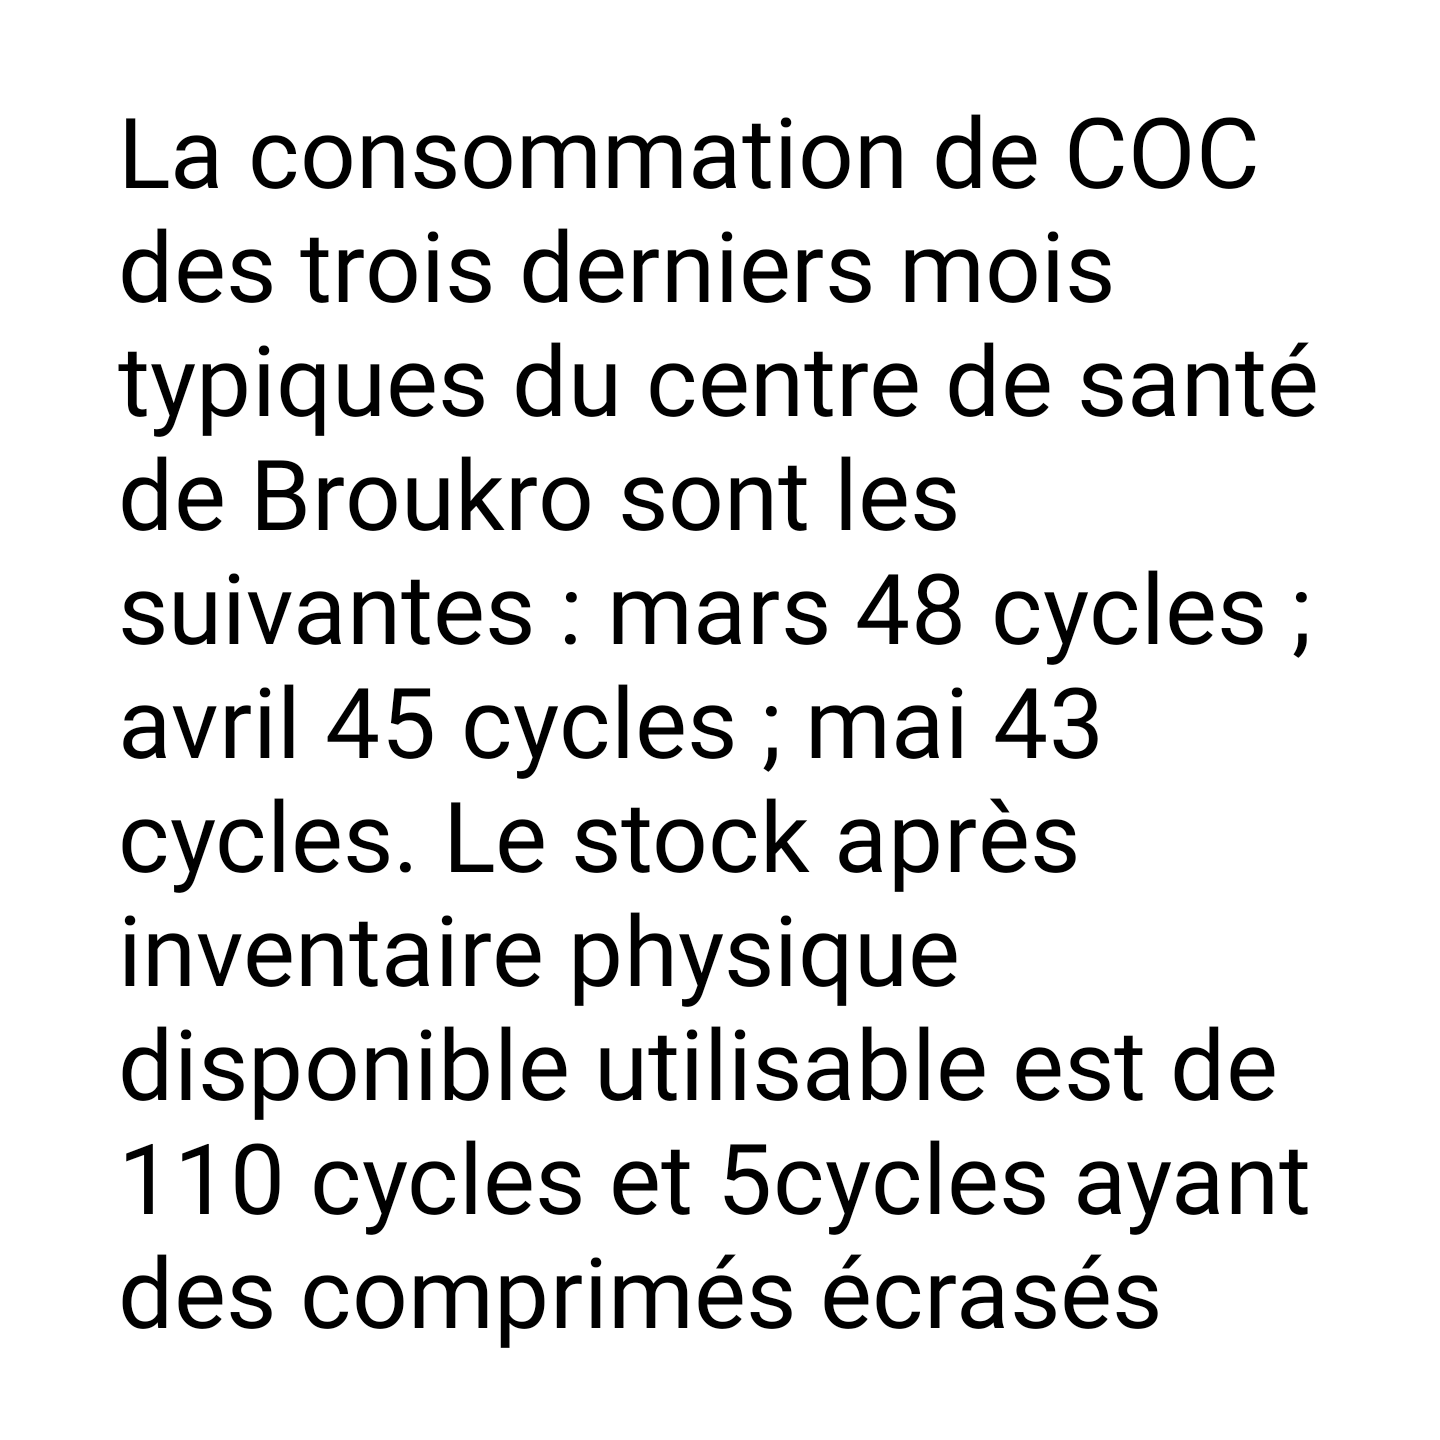 La consommation de COC
des trois derniers mois
typiques du centre de santé
de Broukro sont les
suivantes : mars 48 cycles ;
avril 45 cycles ; mai 43
cycles. Le stock après
inventaire physique
disponible utilisable est de
110 cycles et 5cycles ayant
des comprimés écrasés